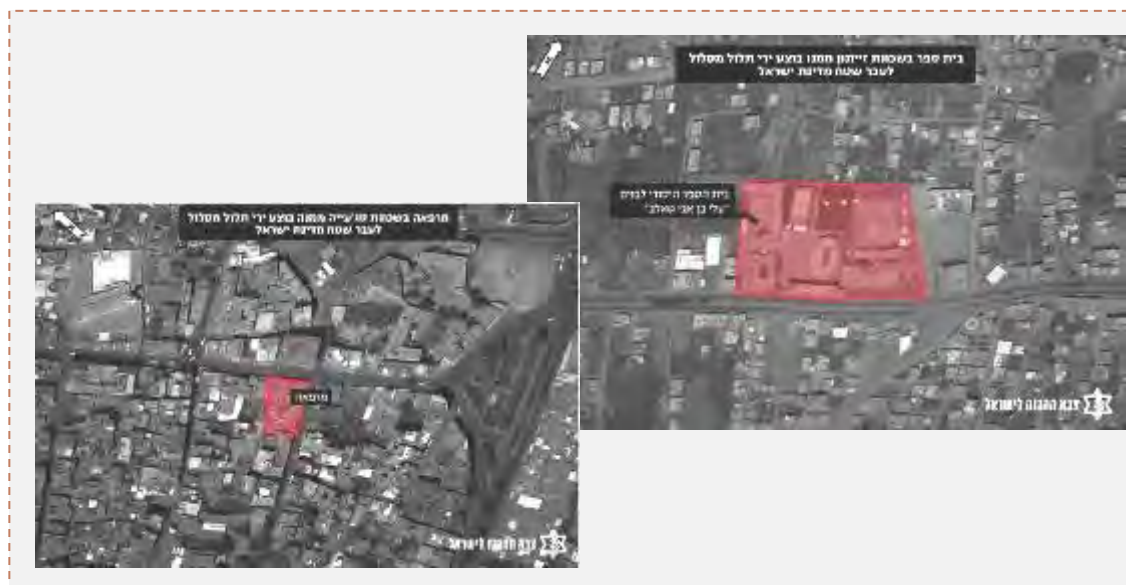 בית ספר בשכונת זייתון ממנו בוצע ירי תלול מסלול
לעבר שטח מדינת ישראל
בית הספר היסודי לבנים
"עלי בן אבי טאלב"
צבא ההגנה לישראל
מרפאה בשכונת סג'עייה ממנה בוצע ירי תלול מסלול
לעבר שטח מדינת ישראל
מרפאה
צבא ההגנה לישראל